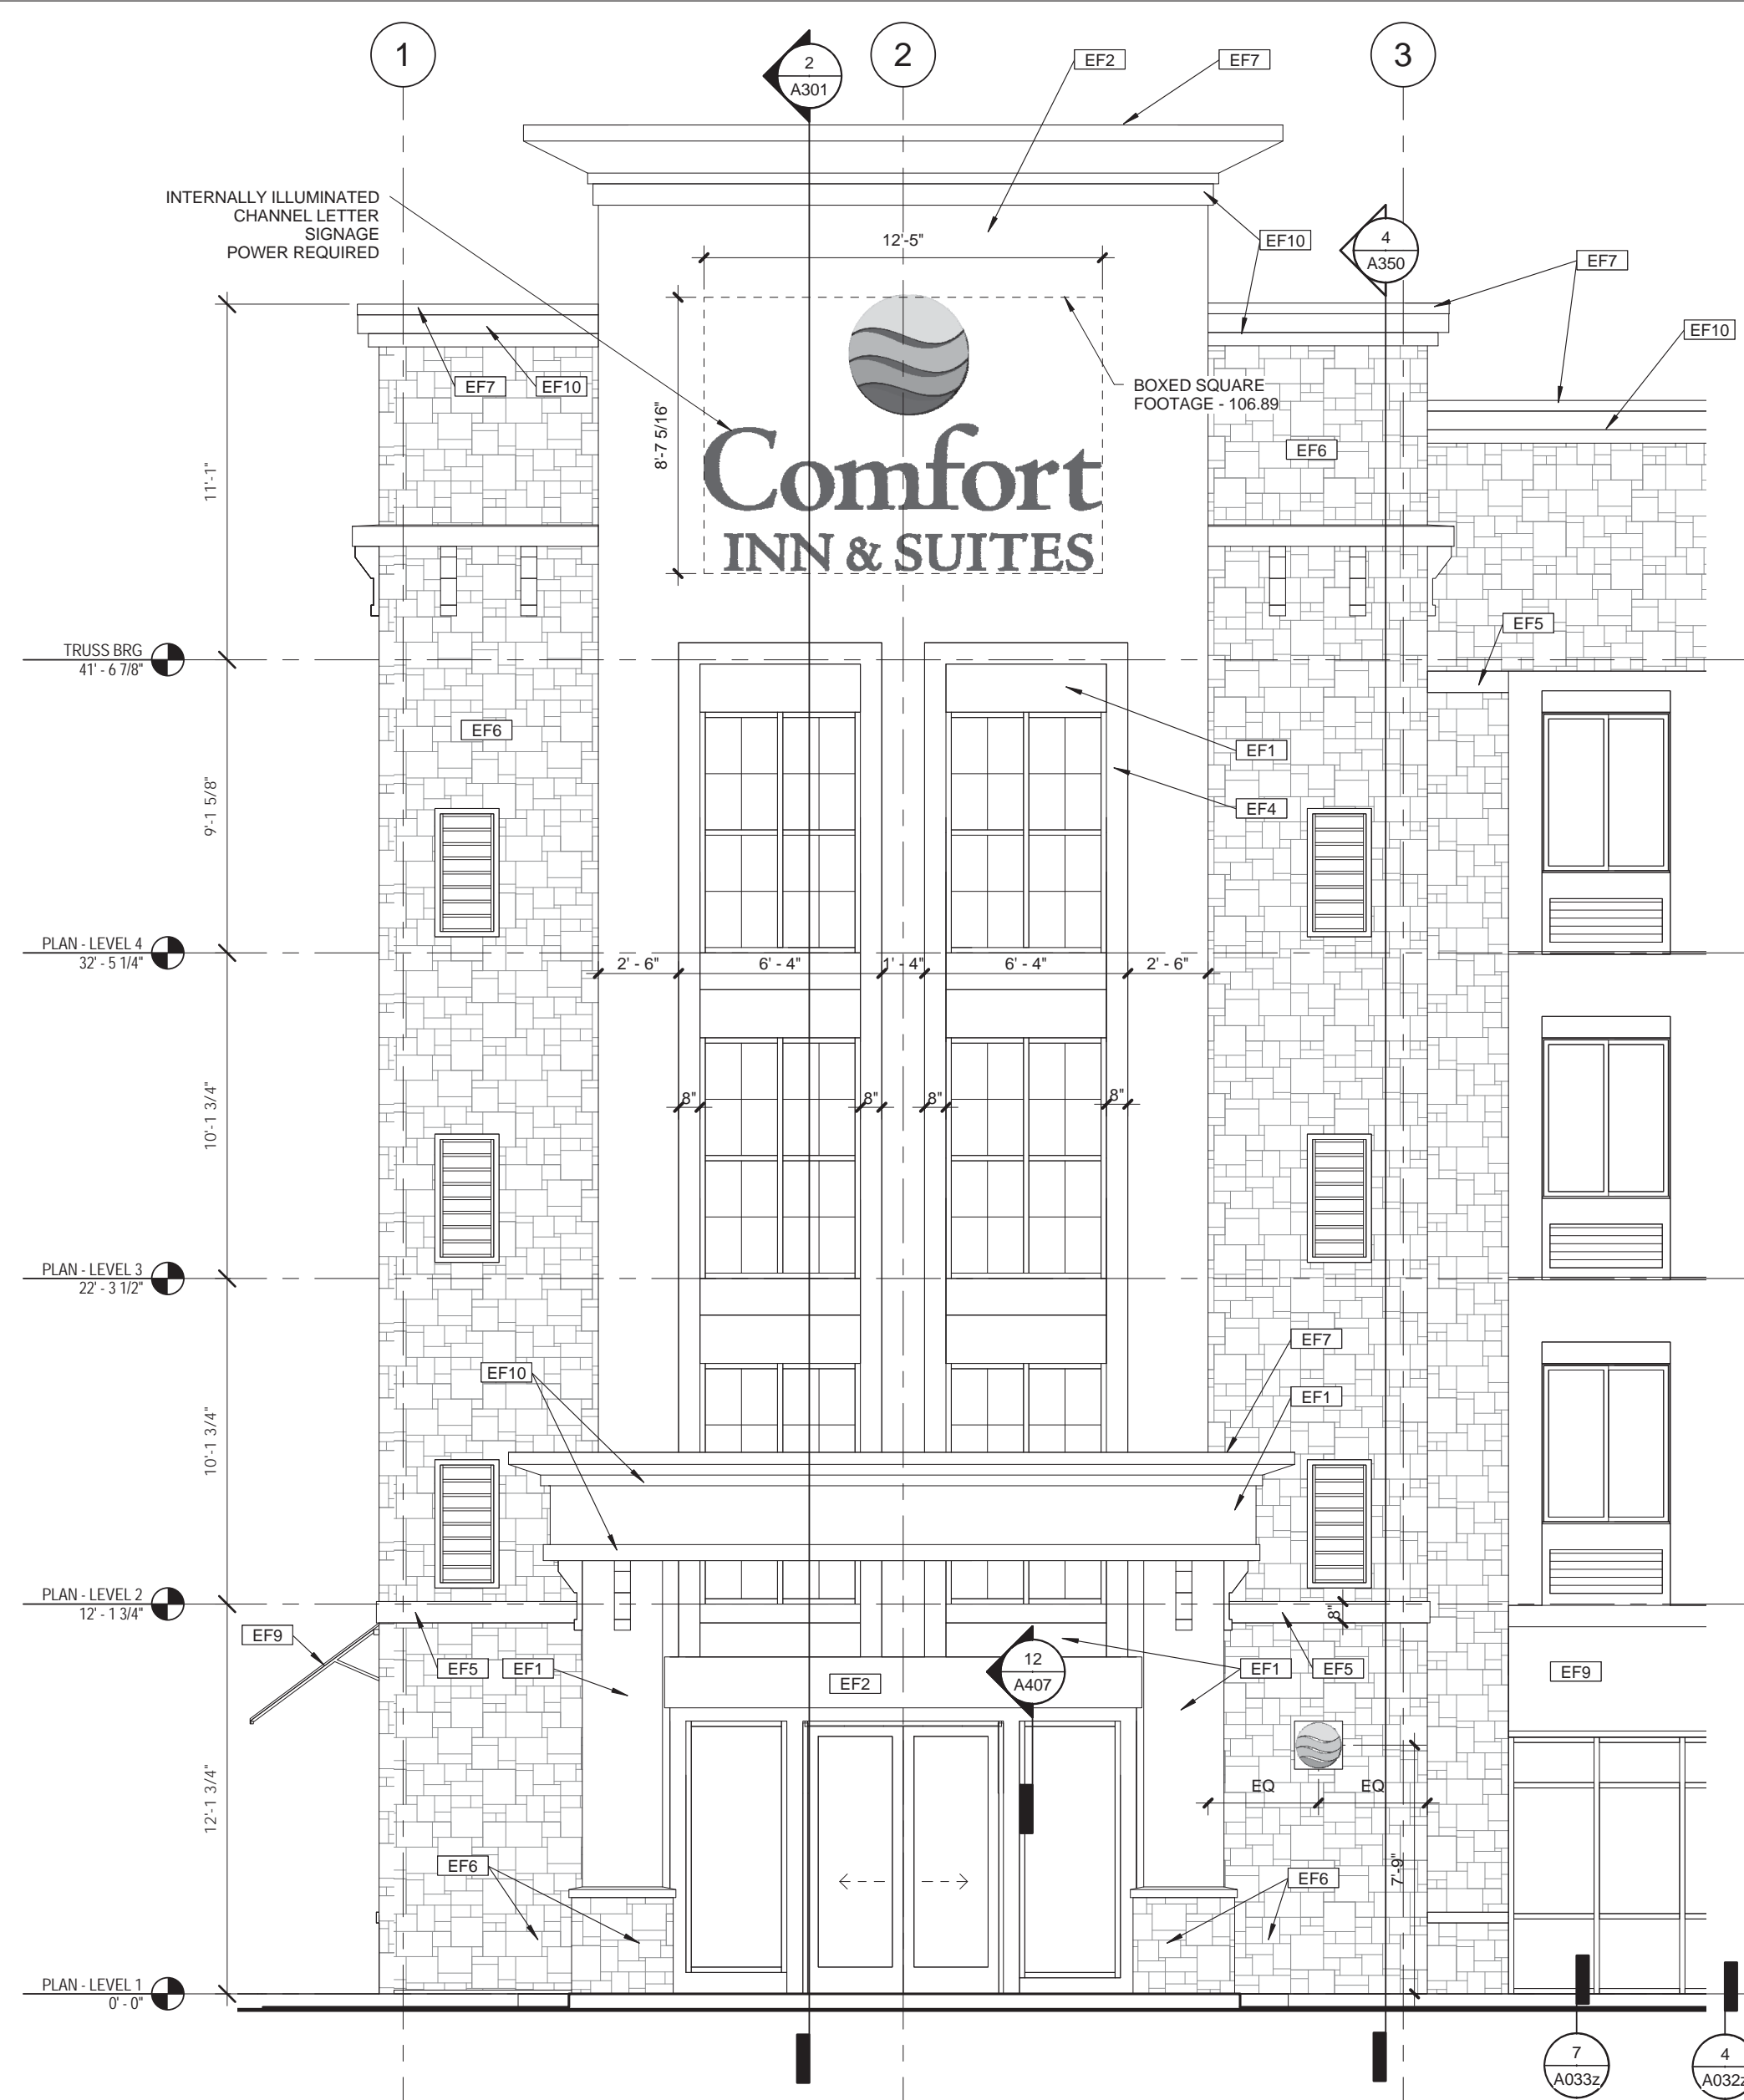 1
2
3
2
A301
EF2
EF7
INTERNALLY ILLUMINATED
CHANNEL LETTER
SIGNAGE
POWER REQUIRED
12'-5"
EF10
4
A350
EF7
EF10
EF7
EF10
BOXED SQUARE
FOOTAGE - 106.89
8'-7 5/16"
Comfort
INN & SUITES
EF6
11'-1"
EF5
TRUSS BRG
41' - 6 7/8"
EF6
EF1
EF4
9'-1 5/8"
PLAN - LEVEL 4
32' - 5 1/4"
2' - 6"
6' - 4"
1' - 4"
6' - 4"
2' - 6"
8"
8"
8"
8"
10'-1 3/4"
PLAN - LEVEL 3
22' - 3 1/2"
EF7
EF10
EF1
10'-1 3/4"
PLAN - LEVEL 2
12' - 1 3/4"
8"
EF9
EF5
EF1
EF2
12
A407
EF1
EF5
EF9
EQ
EQ
12'-1 3/4"
EF6
EF6
7'-9"
PLAN - LEVEL 1
0' - 0"
7
A033z
4
A032z